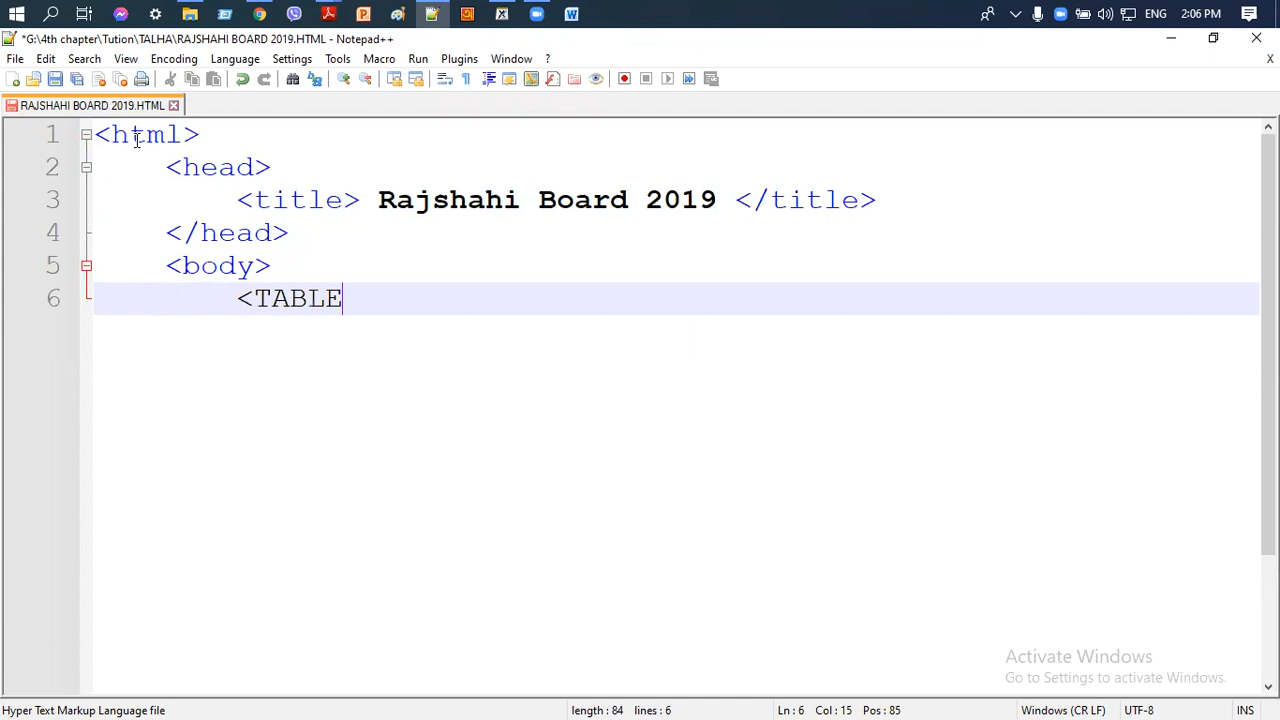 ENG 2:06 PM
*G:\4th chapter\Tution\TALHA\RAJSHAHI BOARD 2019.HTML - Notepad++
File Edit Search View Encoding Language Settings Tools Macro Run Plugins Window ? X
RAJSHAHI BOARD 2019.HTML
1 <html>
2 <head>
3 <title> Rajshahi Board 2019 </title>
4 </head>
5 <body>
6 <TABLE
Activate Windows
Go to Settings to activate Windows.
Hyper Text Markup Language file length : 84 lines : 6 Ln : 6 Col : 15 Pos : 85 Windows (CR LF) UTF-8 INS